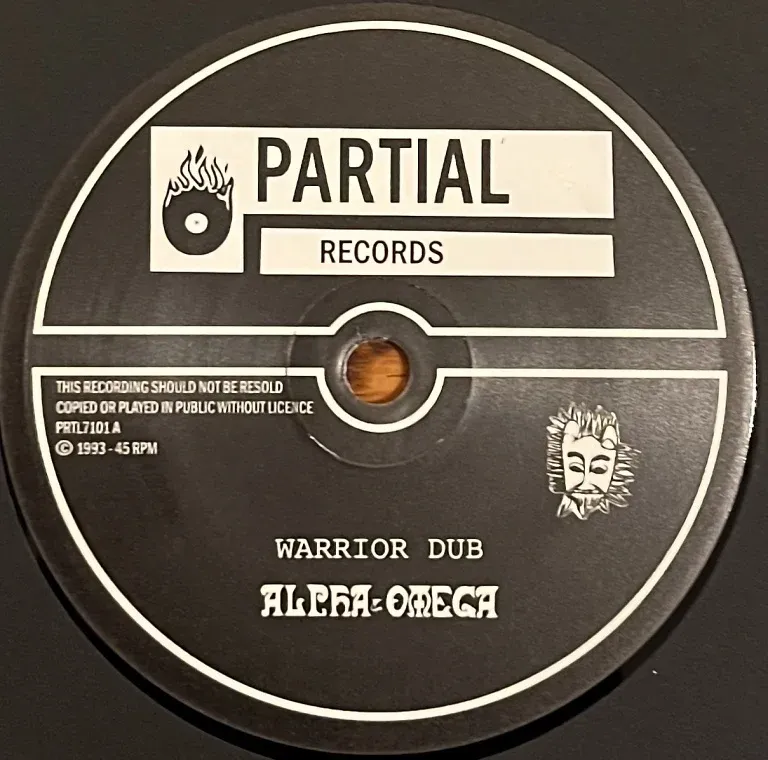 PARTIAL
RECORDS
THIS RECORDING SHOULD NOT BE RESOLD
COPIED OR PLAYED IN PUBLIC WITHOUT LICENCE
PRTL7101 A
© 1993 - 45 RPM
WARRIOR DUB
ALPHA & OMEGA